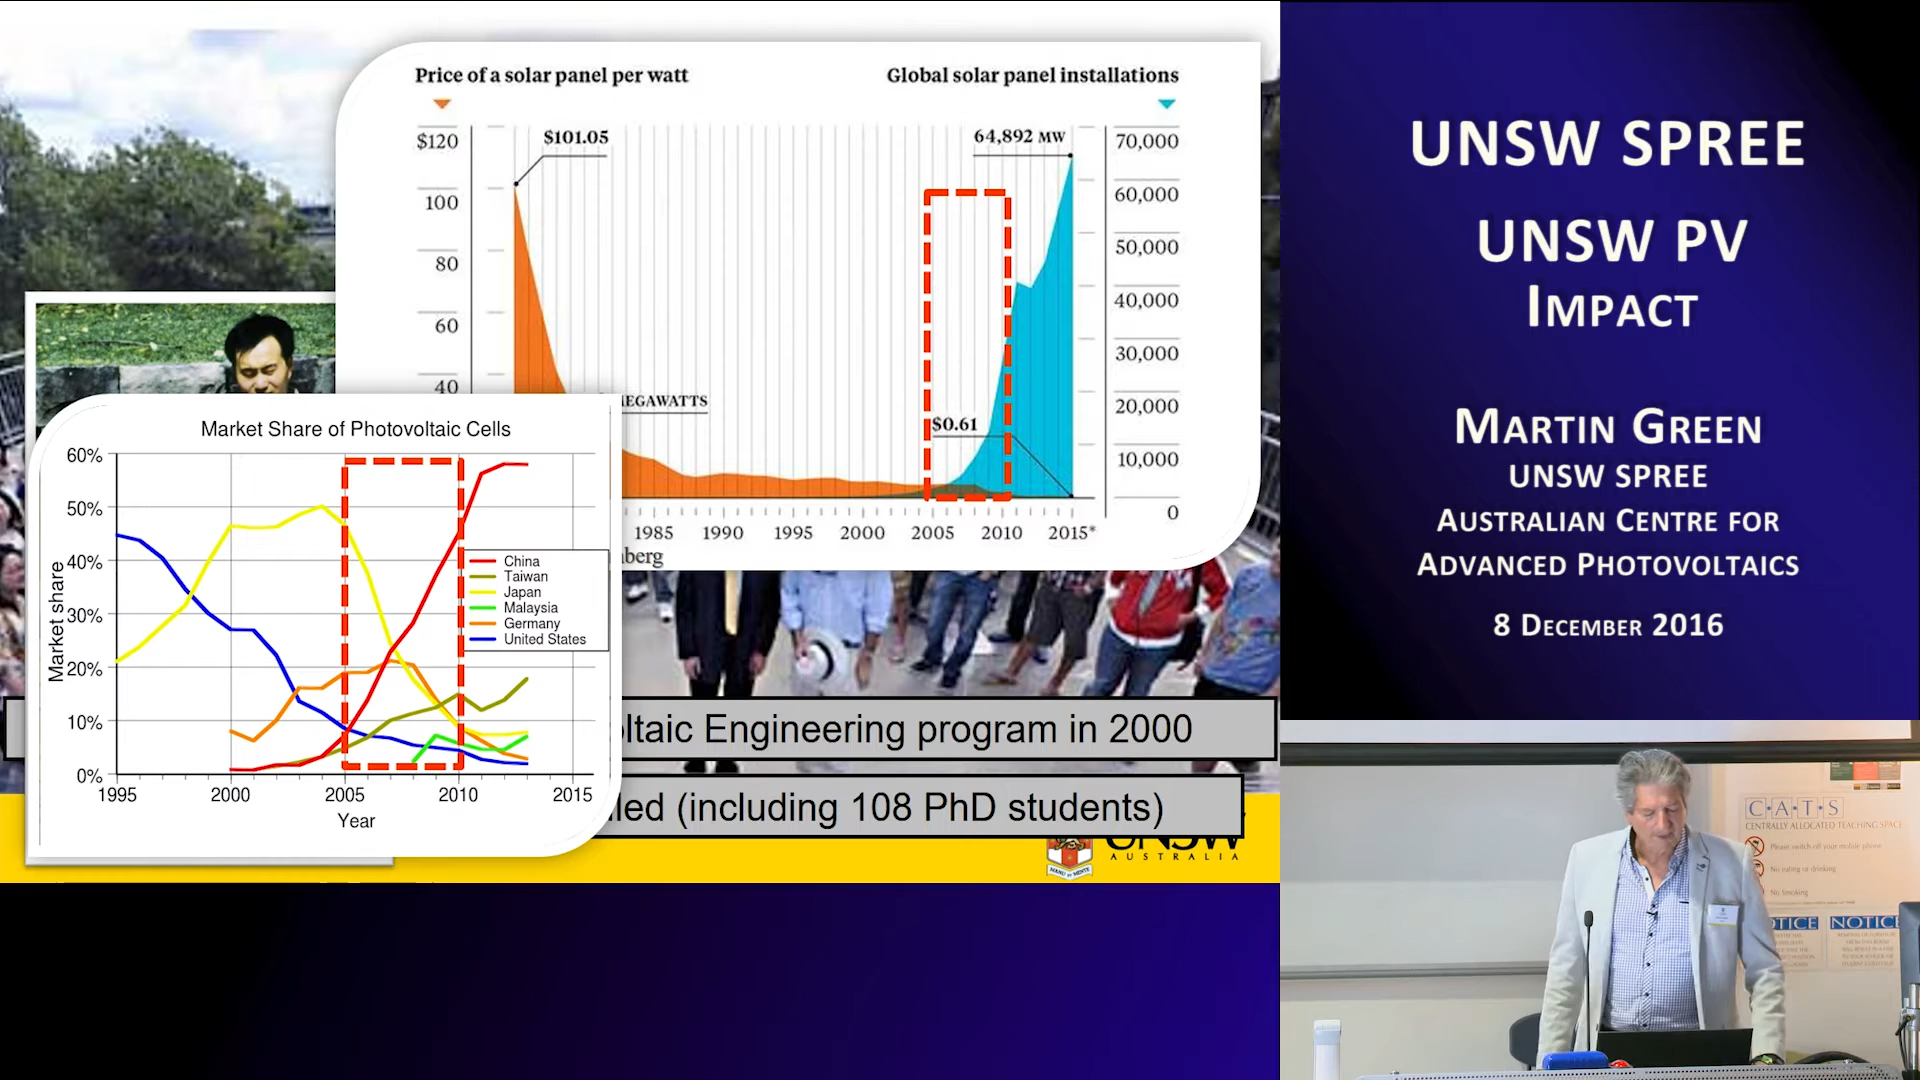 Price of a solar panel per watt
Global solar panel installations
$101.05
64,892 MW
$120
100
80
60
40
70,000
60,000
50,000
40,000
30,000
20,000
10,000
0
$0.61
1985 1990 1995 2000 2005 2010 2015*
Market Share of Photovoltaic Cells
60%
50%
40%
30%
20%
10%
0%
Market share
China
Taiwan
Japan
Malaysia
Germany
United States
1995 2000 2005 2010 2015
Year
Engineering program in 2000
(including 108 PhD students)
UNSW
AUSTRALIA
UNSW SPREE
UNSW PV
IMPACT
MARTIN GREEN
UNSW SPREE
AUSTRALIAN CENTRE FOR
ADVANCED PHOTOVOLTAICS
8 DECEMBER 2016
C·A·T·S
CENTRALLY ALLOCATED TEACHING SPACE
Please switch off your mobile phone
No eating or drinking
No Smoking
NOTICE